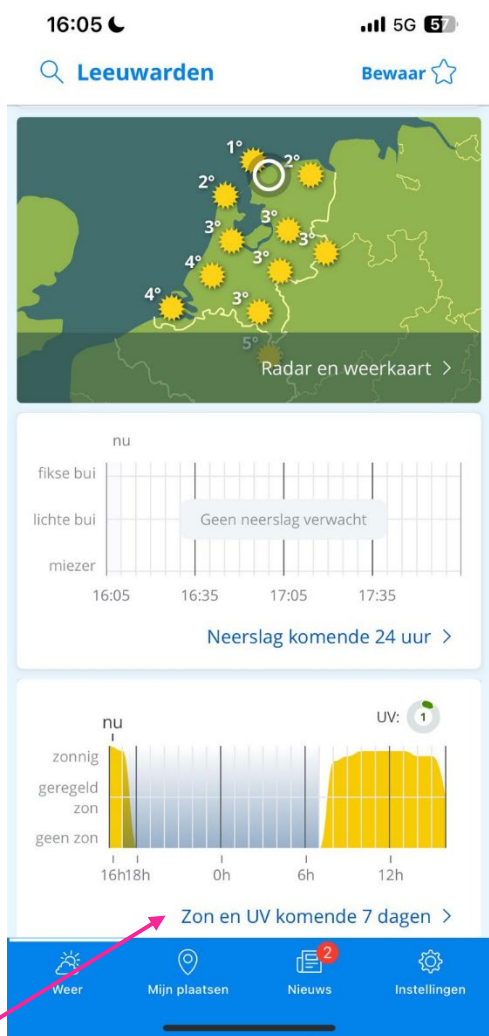 16:05 5G 57
Leeuwarden Bewaar
1°
2°
2°
3°
3°
3°
4°
3°
4°
3°
5°
Radar en weerkaart >
nu
fikse bui
lichte bui
Geen neerslag verwacht
miezer
16:05 16:35 17:05 17:35
Neerslag komende 24 uur >
nu
UV: 1
zonnig
geregeld
zon
geen zon
16h 18h 0h 6h 12h
Zon en UV komende 7 dagen >
2
Weer Mijn plaatsen Nieuws Instellingen